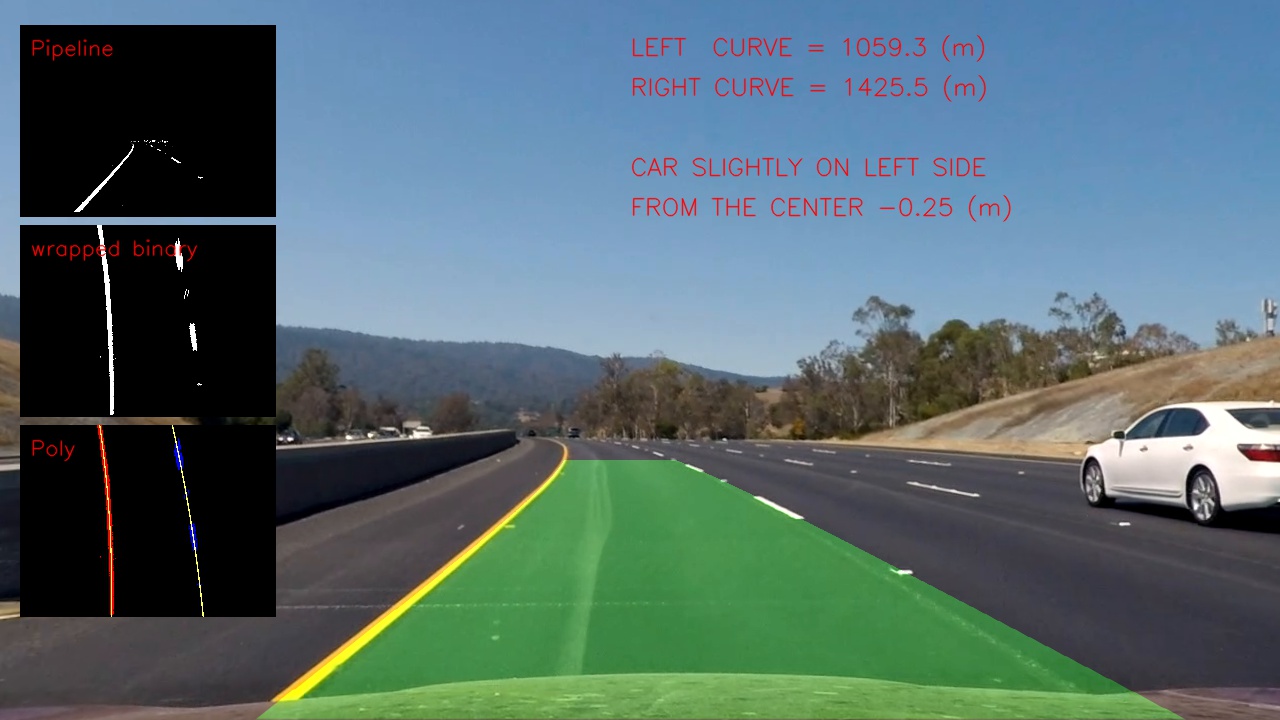 Pipeline
LEFT CURVE = 1059.3 (m)
RIGHT CURVE = 1425.5 (m)
CAR SLIGHTLY ON LEFT SIDE
FROM THE CENTER -0.25 (m)
wrapped binary
Poly